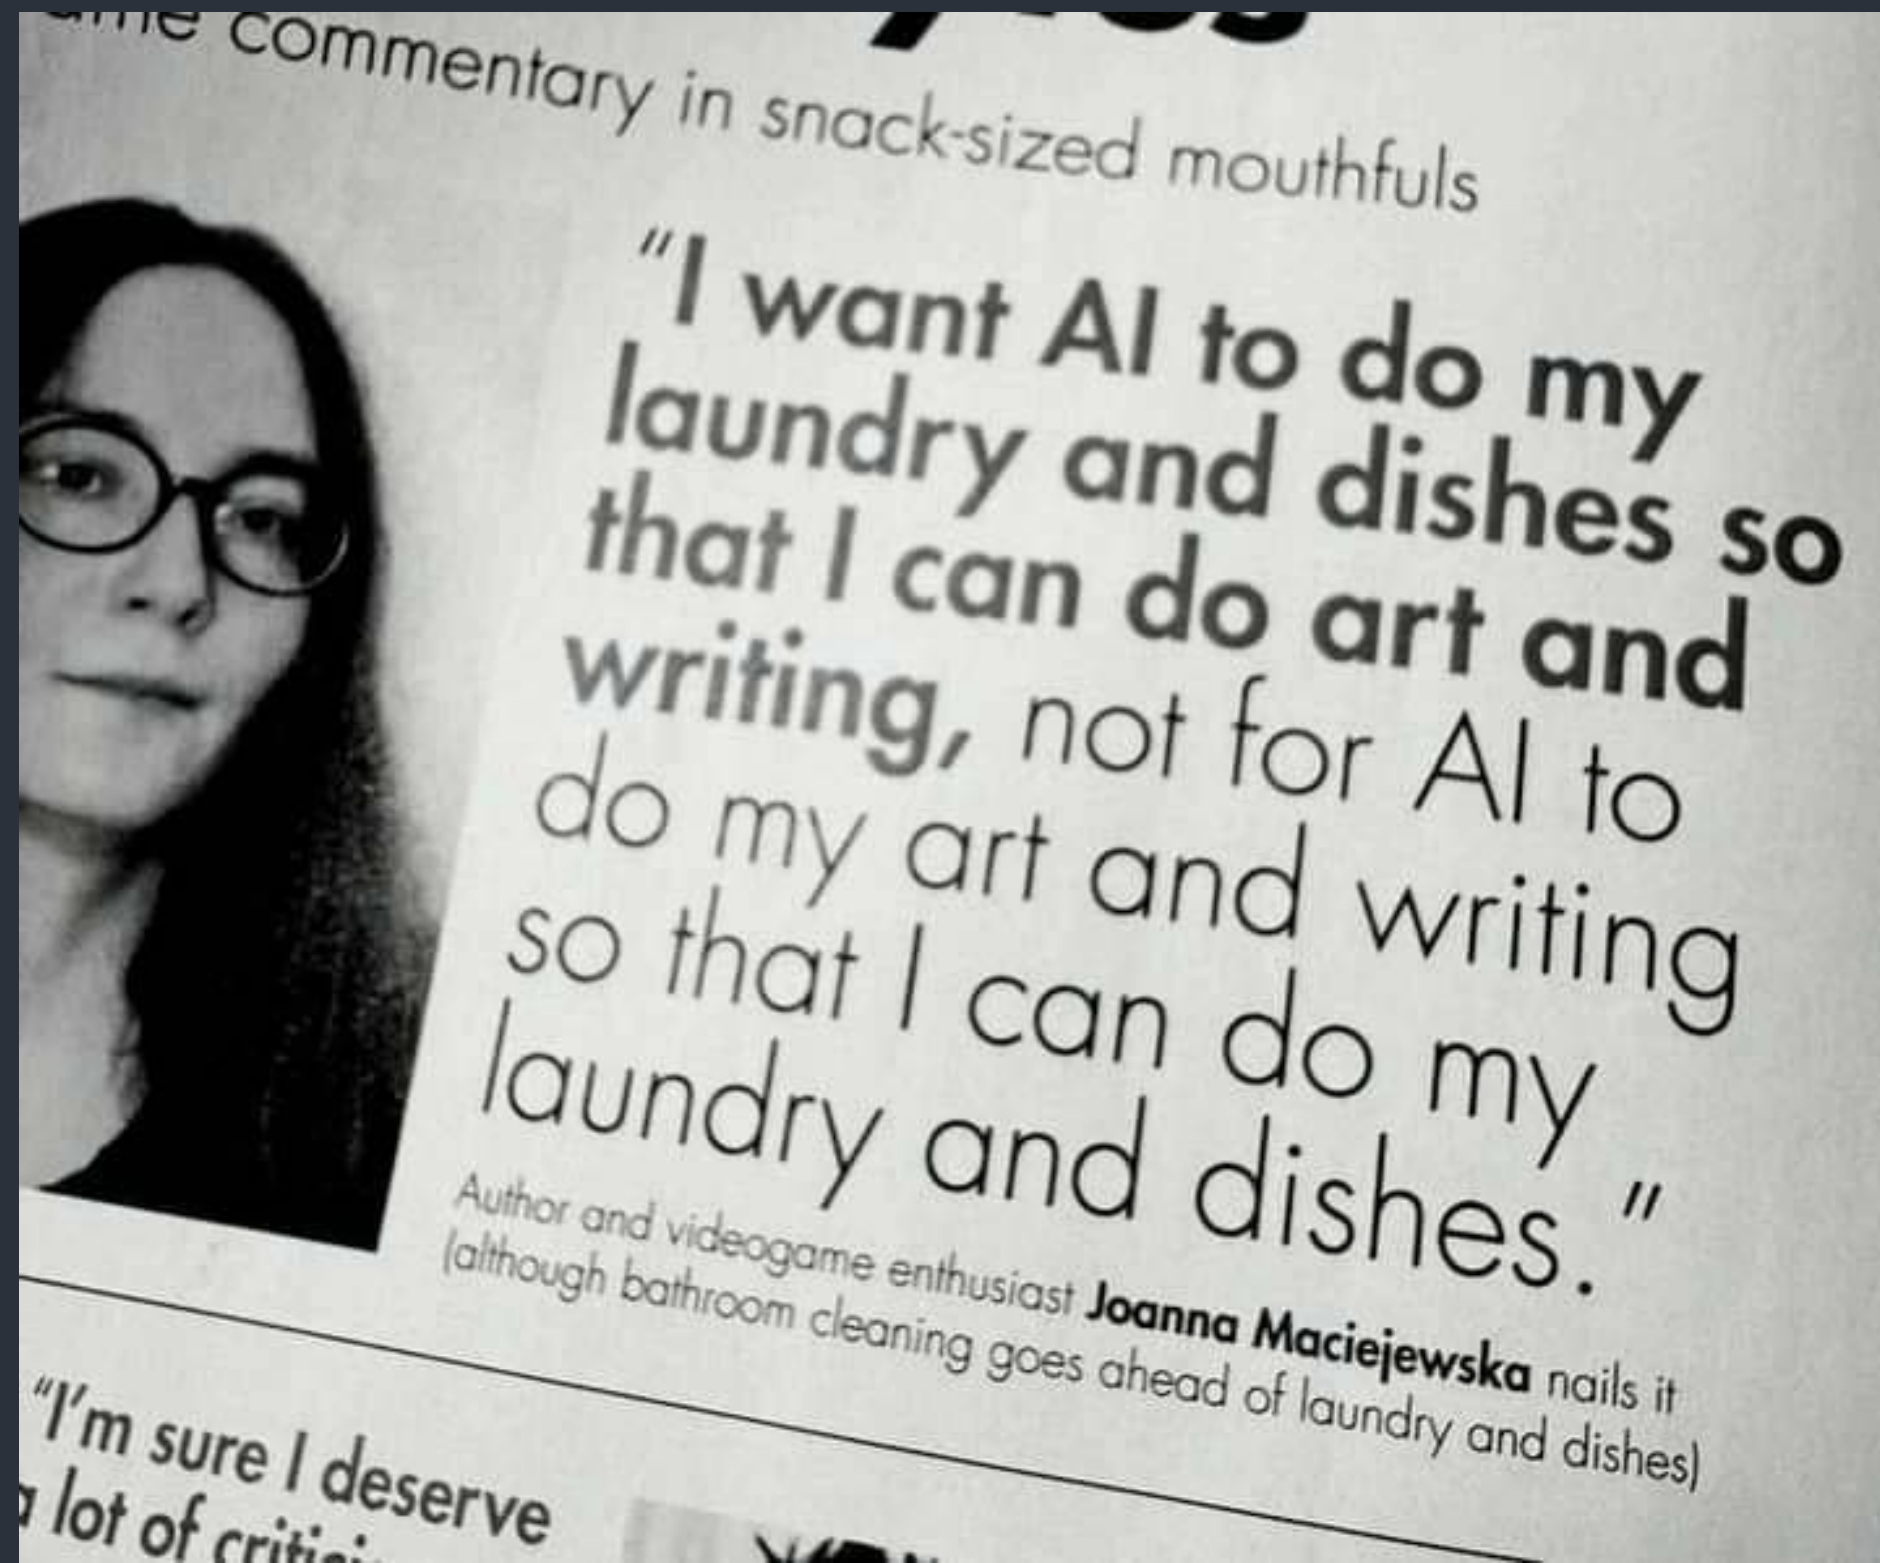 commentary in snack-sized mouthfuls
“I want AI to do my
laundry and dishes so
that I can do art and
writing, not for AI to
do my art and writing
so that I can do my
laundry and dishes.”
Author and videogame enthusiast Joanna Maciejewska nails it
(although bathroom cleaning goes ahead of laundry and dishes)
“I’m sure I deserve
a lot of